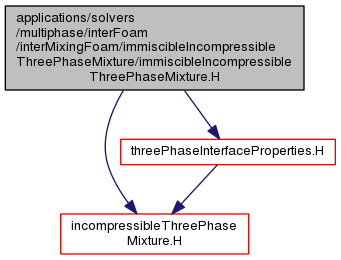 applications/solvers
/multiphase/interFoam
/interMixingFoam/immiscibleIncompressible
ThreePhaseMixture/immiscibleIncompressible
ThreePhaseMixture.H
threePhaseInterfaceProperties.H
incompressibleThreePhase
Mixture.H